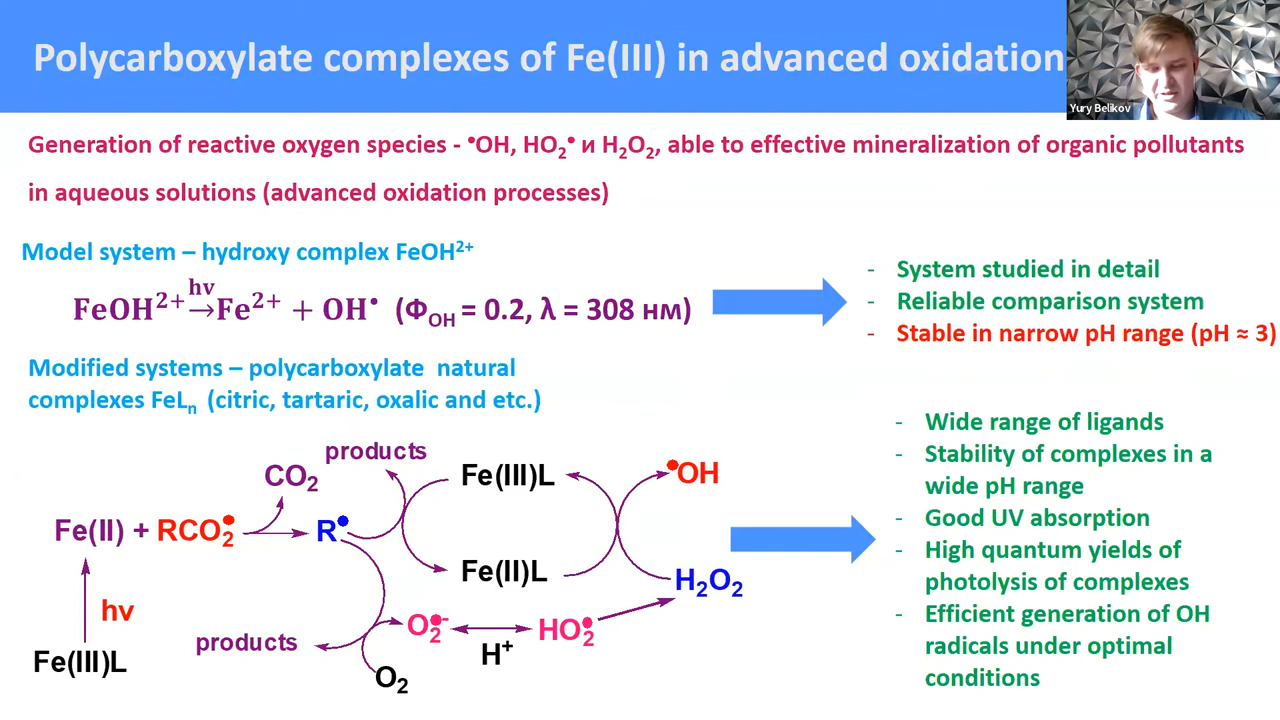 Polycarboxylate complexes of Fe(III) in advanced oxidation
Yury Belikov
Generation of reactive oxygen species - •OH, HO₂• и H₂O₂, able to effective mineralization of organic pollutants
in aqueous solutions (advanced oxidation processes)
Model system – hydroxy complex FeOH²⁺
FeOH²⁺ hν→ Fe²⁺ + OH• (Φ_OH = 0.2, λ = 308 нм)
- System studied in detail
- Reliable comparison system
- Stable in narrow pH range (pH ≈ 3)
Modified systems – polycarboxylate natural
complexes FeLₙ (citric, tartaric, oxalic and etc.)
products
CO₂
Fe(III)L
•OH
Fe(II) + RCO₂•
R•
Fe(II)L
H₂O₂
hν
O₂•⁻
HO₂•
products
H⁺
Fe(III)L
O₂
- Wide range of ligands
- Stability of complexes in a
wide pH range
- Good UV absorption
- High quantum yields of
photolysis of complexes
- Efficient generation of OH
radicals under optimal
conditions